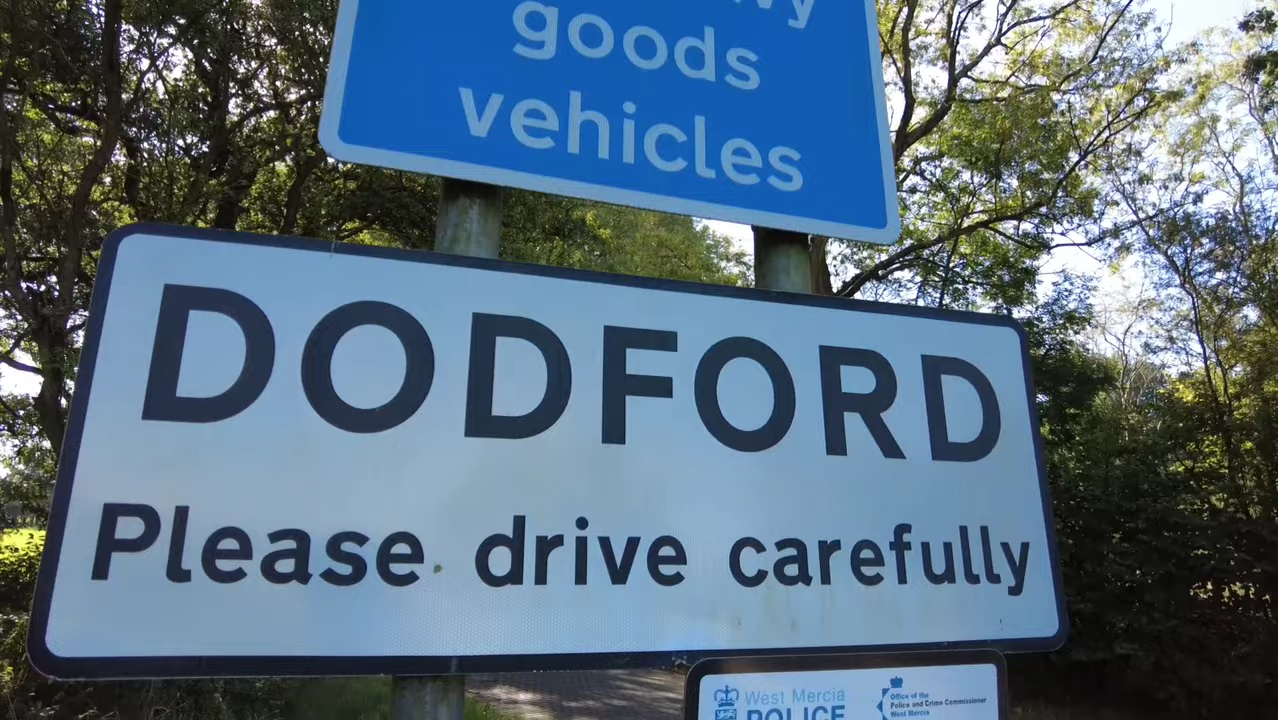 goods
vehicles
DODFORD
Please drive carefully
West Mercia
POLICE
Office of the
Police and Crime Commissioner
West Mercia